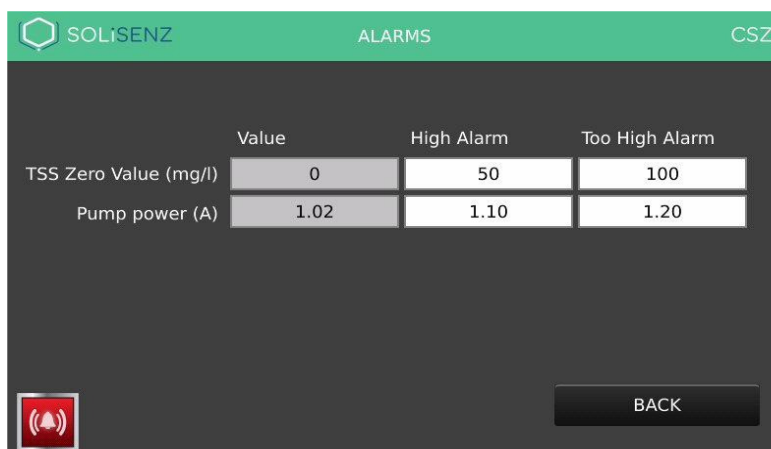 SOLiSENZ ALARMS CSZ
Value High Alarm Too High Alarm
TSS Zero Value (mg/l) 0 50 100
Pump power (A) 1.02 1.10 1.20
BACK